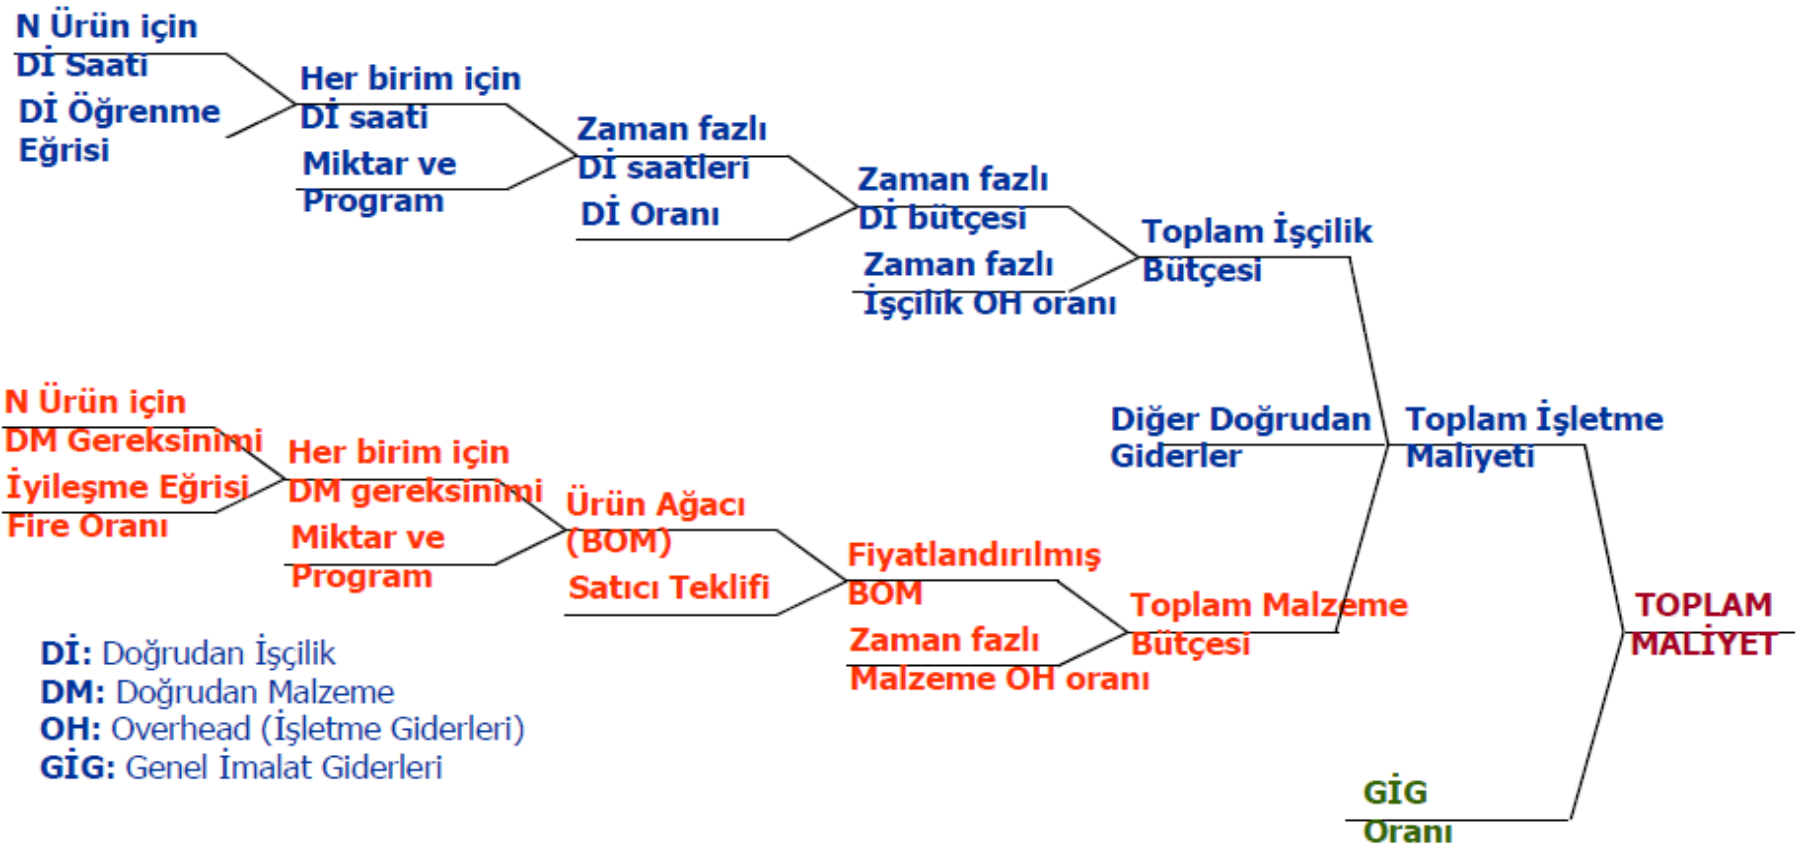 N Ürün için
Dİ Saati
Dİ Öğrenme
Eğrisi
Her birim için
Dİ saati
Miktar ve
Program
Zaman fazlı
Dİ saatleri
Dİ Oranı
Zaman fazlı
Dİ bütçesi
Zaman fazlı
İşçilik OH oranı
Toplam İşçilik
Bütçesi
N Ürün için
DM Gereksinimi
İyileşme Eğrisi
Fire Oranı
Her birim için
DM gereksinimi
Miktar ve
Program
Ürün Ağacı
(BOM)
Satıcı Teklifi
Fiyatlandırılmış
BOM
Zaman fazlı
Malzeme OH oranı
Toplam Malzeme
Bütçesi
Diğer Doğrudan
Giderler
Toplam İşletme
Maliyeti
TOPLAM
MALİYET
GİG
Oranı
Dİ: Doğrudan İşçilik
DM: Doğrudan Malzeme
OH: Overhead (İşletme Giderleri)
GİG: Genel İmalat Giderleri